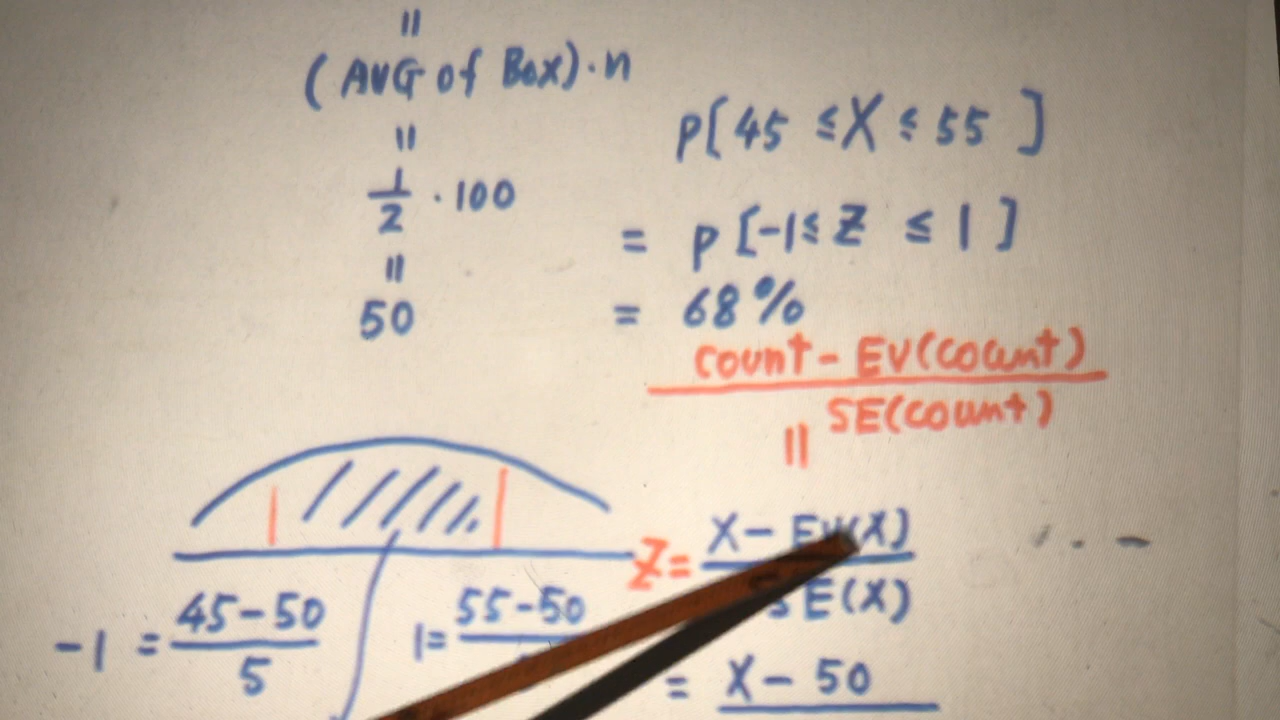 =
(AVG of Box)·n
=
1/2 · 100
=
50
P[45 ≤ X ≤ 55]
= P[-1 ≤ Z ≤ 1]
= 68%
count - EV(count)
SE(count)
=
Z = X - EV(X)
SE(X)
= X - 50
-1 = 45-50
5
1 = 55-50